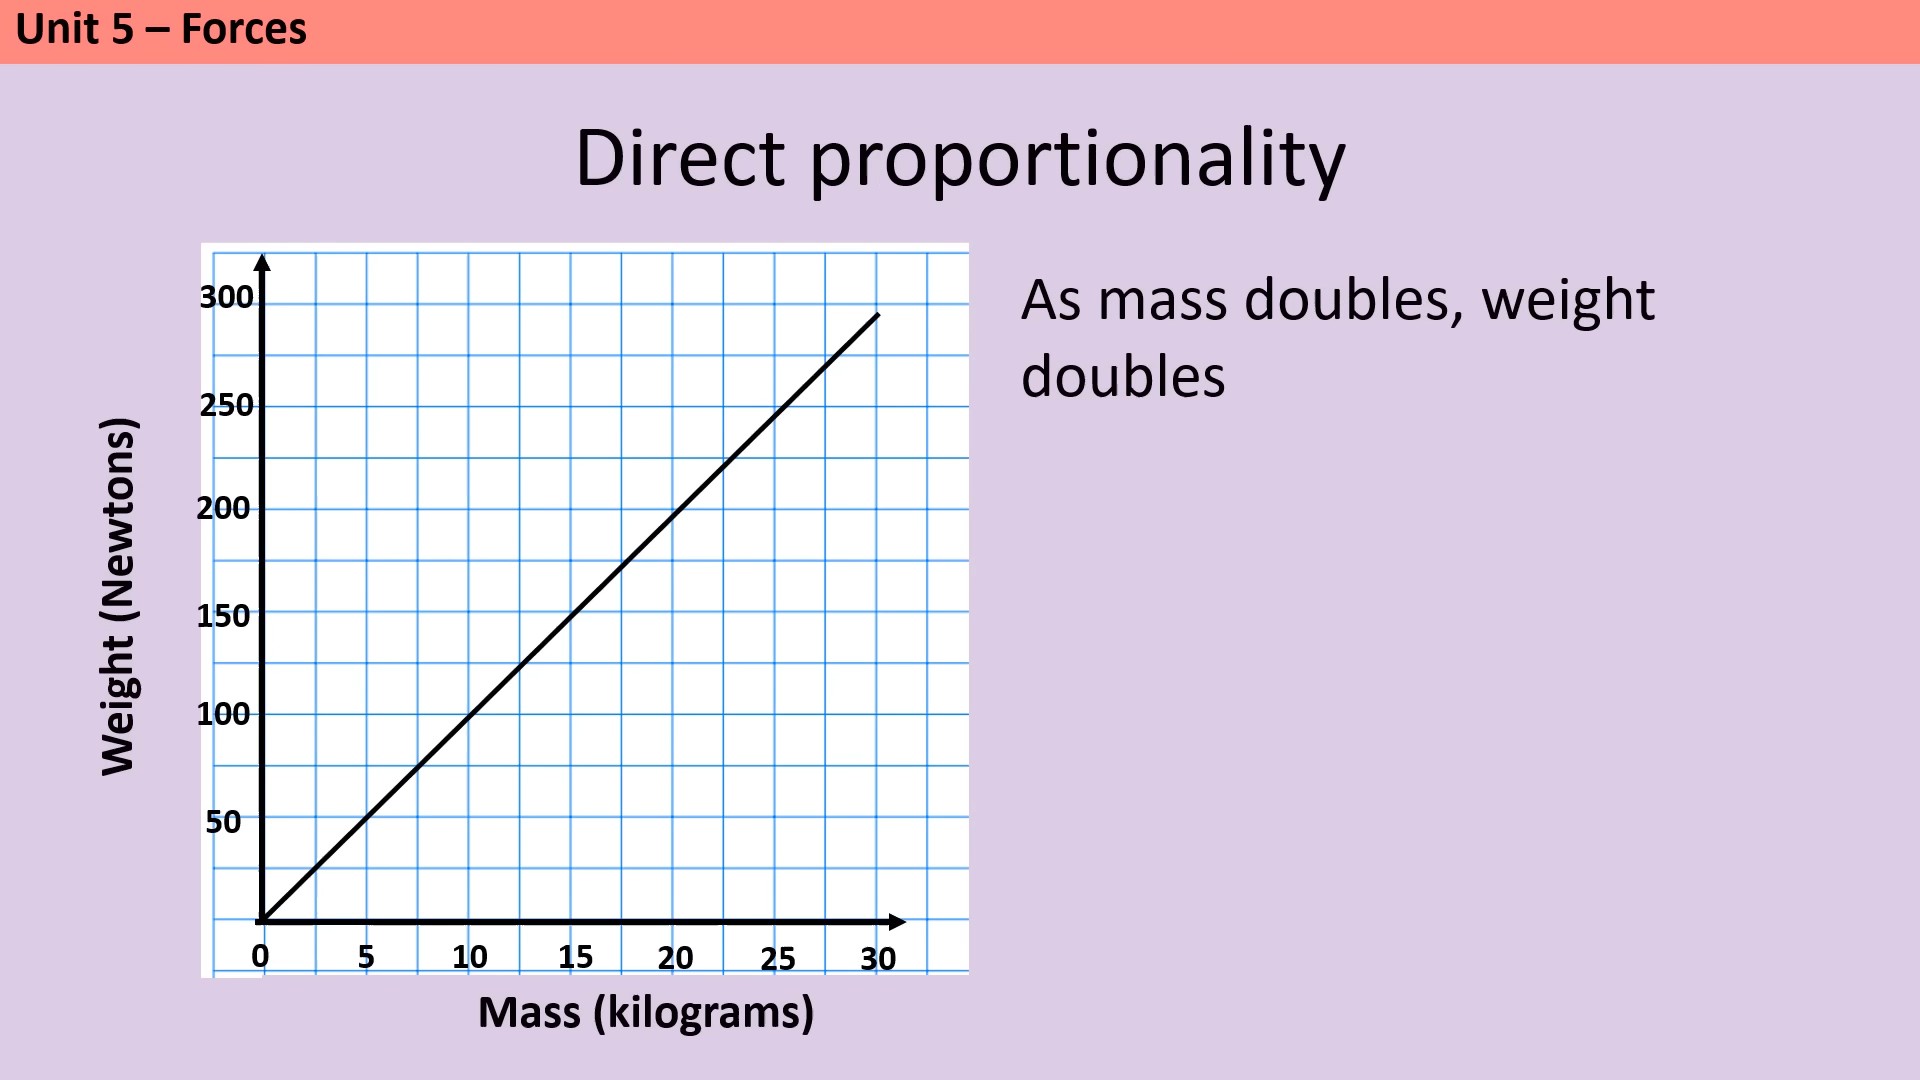 Unit 5 – Forces
Direct proportionality
As mass doubles, weight
doubles
Weight (Newtons)
300
250
200
150
100
50
0 5 10 15 20 25 30
Mass (kilograms)